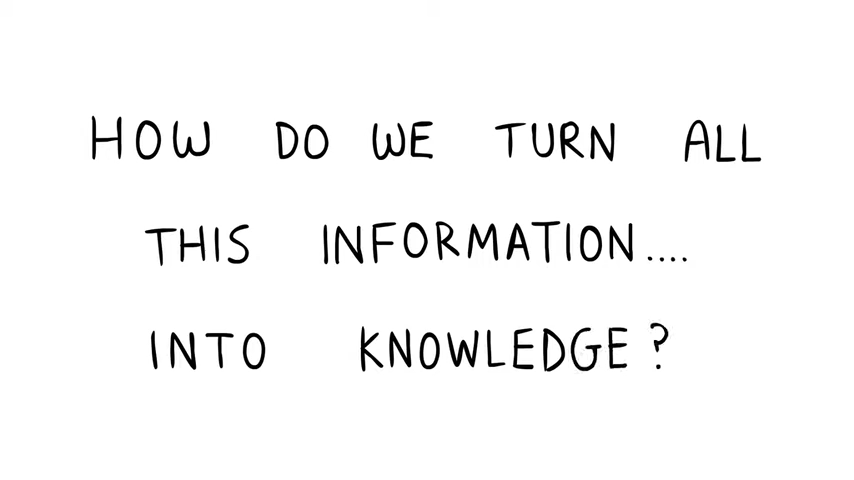 HOW DO WE TURN ALL
THIS INFORMATION....
INTO KNOWLEDGE?